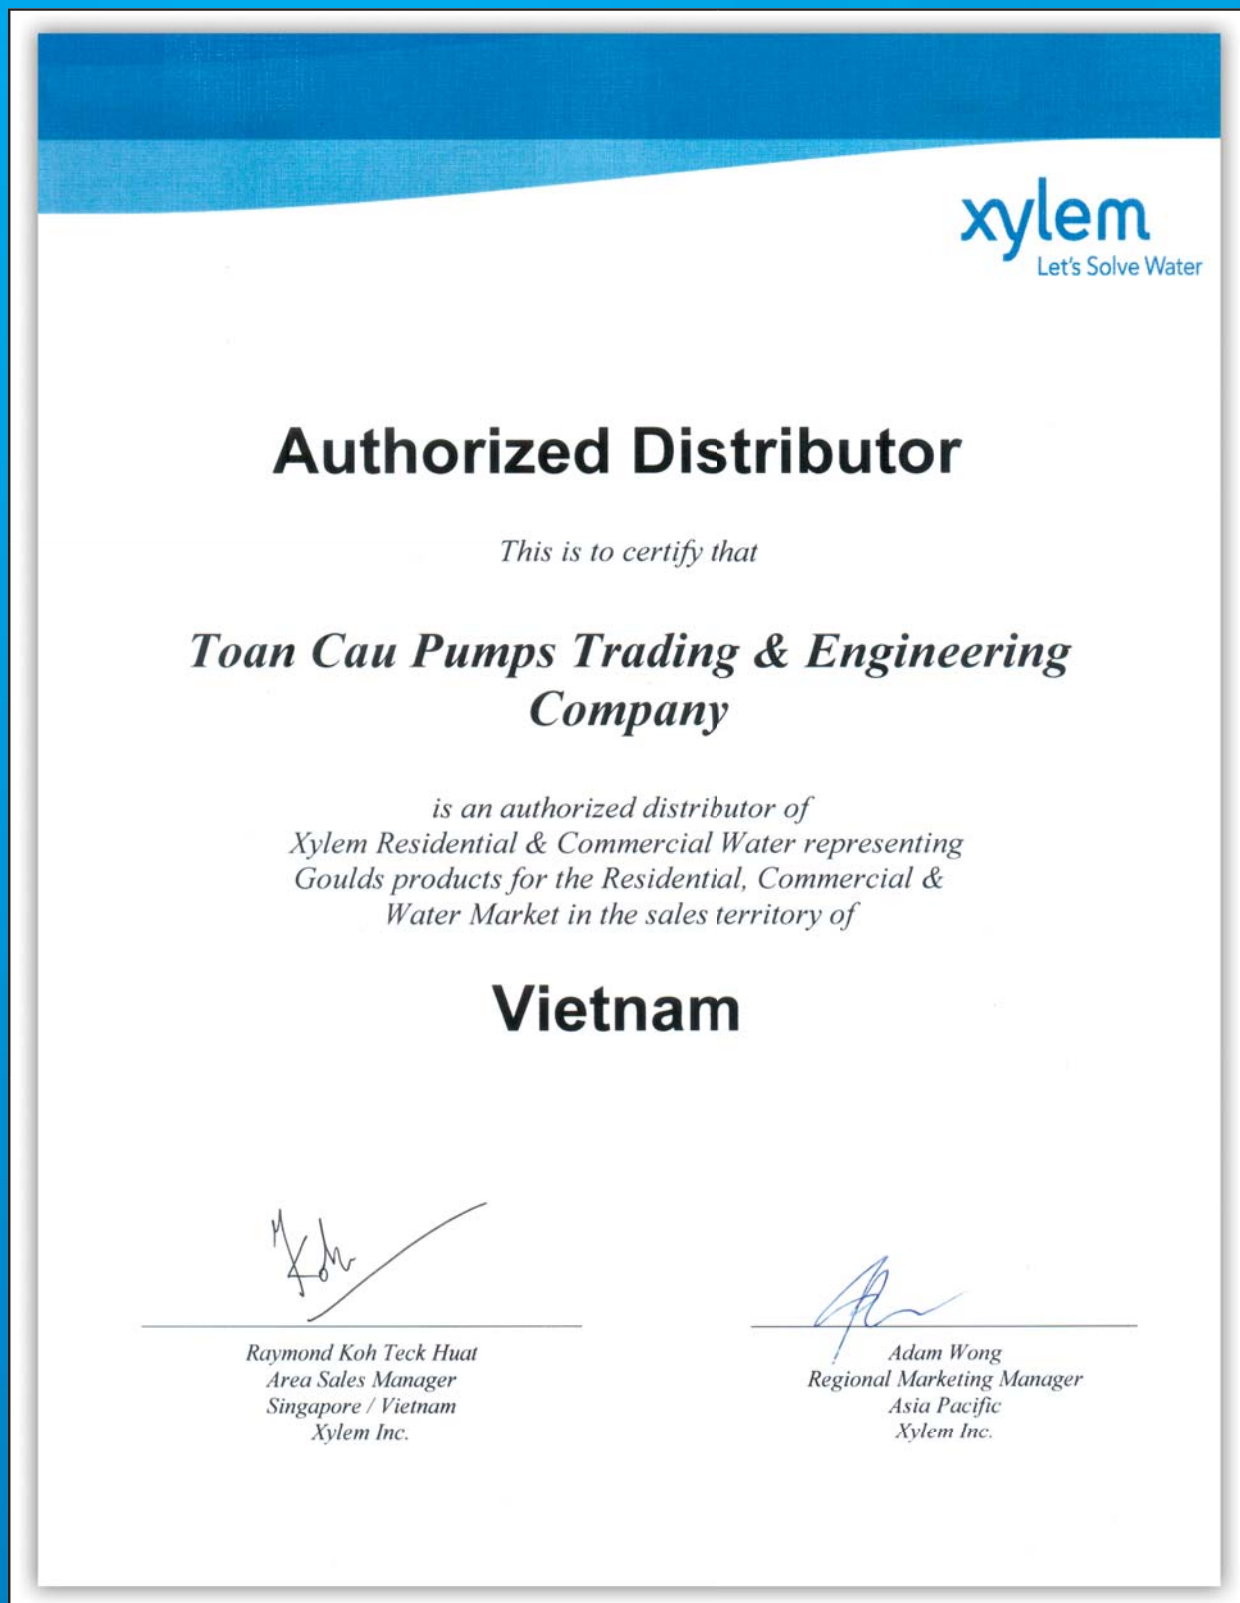 xylem
Let's Solve Water
Authorized Distributor
This is to certify that
Toan Cau Pumps Trading & Engineering
Company
is an authorized distributor of
Xylem Residential & Commercial Water representing
Goulds products for the Residential, Commercial &
Water Market in the sales territory of
Vietnam
Koh
Raymond Koh Teck Huat
Area Sales Manager
Singapore / Vietnam
Xylem Inc.
Adam Wong
Regional Marketing Manager
Asia Pacific
Xylem Inc.